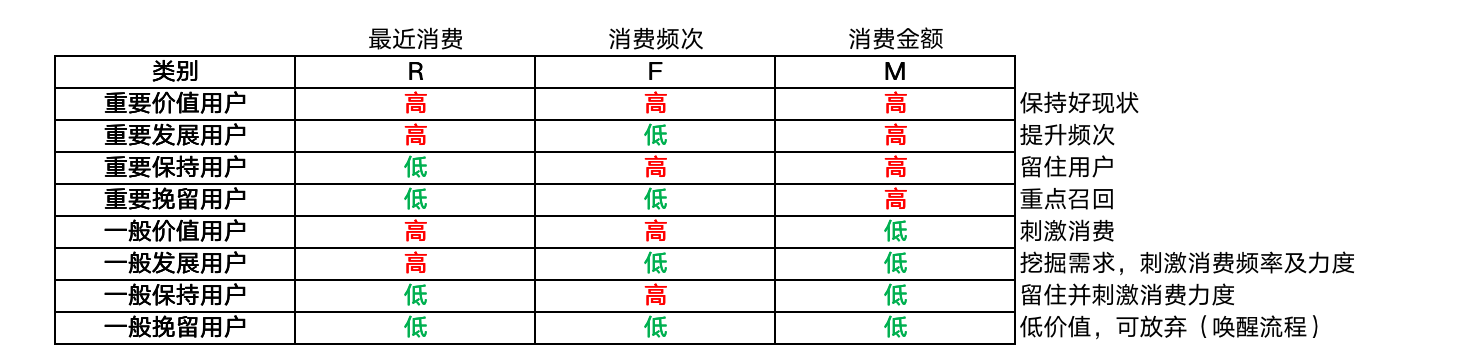 最近消费 消费频次 消费金额
类别 R F M
重要价值用户 高 高 高 保持好现状
重要发展用户 高 低 高 提升频次
重要保持用户 低 高 高 留住用户
重要挽留用户 低 低 高 重点召回
一般价值用户 高 高 低 刺激消费
一般发展用户 高 低 低 挖掘需求，刺激消费频率及力度
一般保持用户 低 高 低 留住并刺激消费力度
一般挽留用户 低 低 低 低价值，可放弃（唤醒流程）